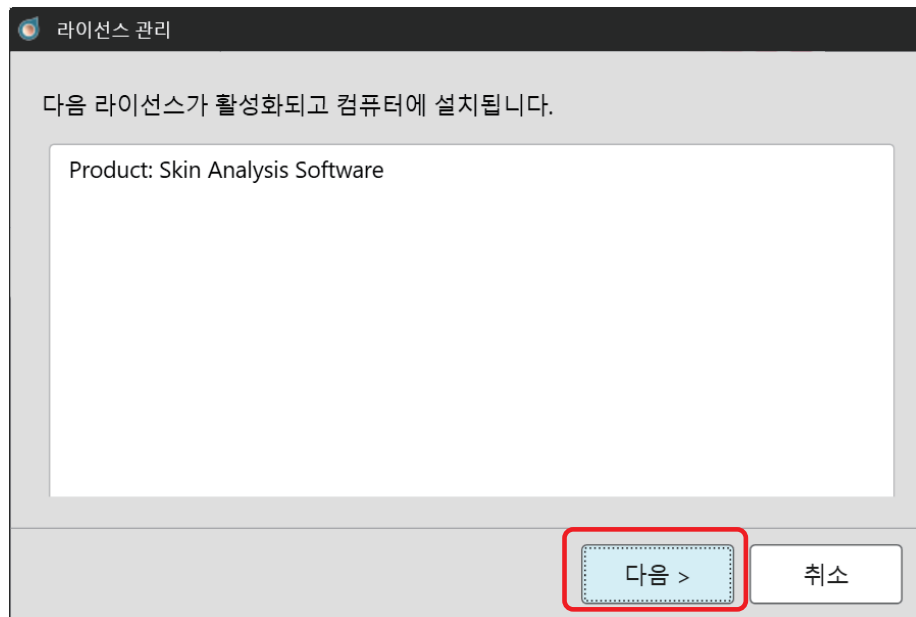 라이선스 관리
다음 라이선스가 활성화되고 컴퓨터에 설치됩니다.
Product: Skin Analysis Software
다음 >
취소